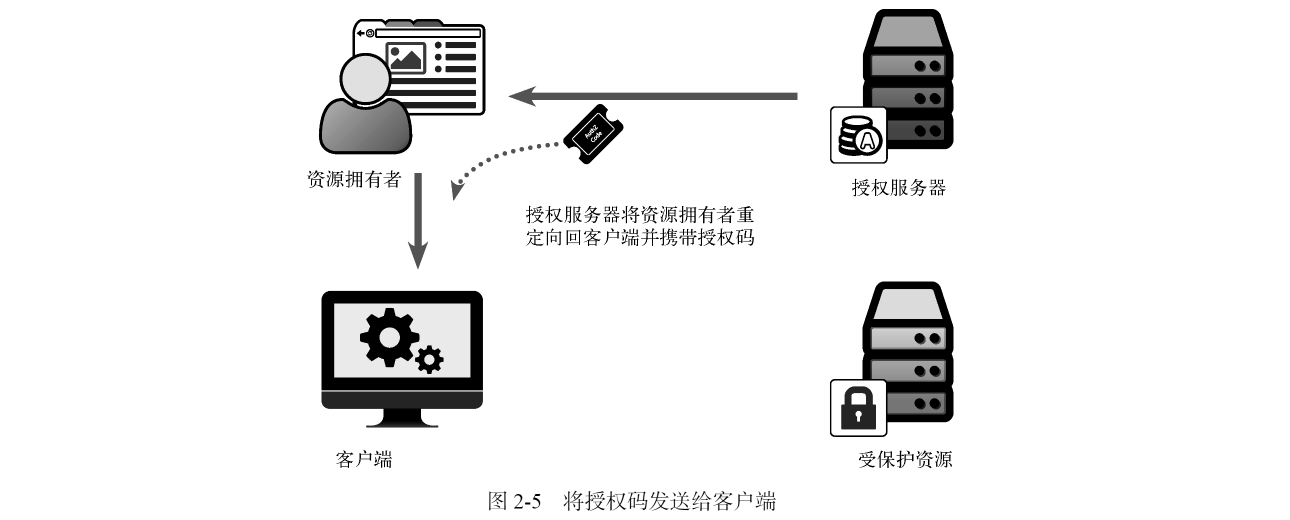 AuthZ
Code
资源拥有者
授权服务器
授权服务器将资源拥有者重
定向回客户端并携带授权码
A
客户端
受保护资源
图 2-5 将授权码发送给客户端